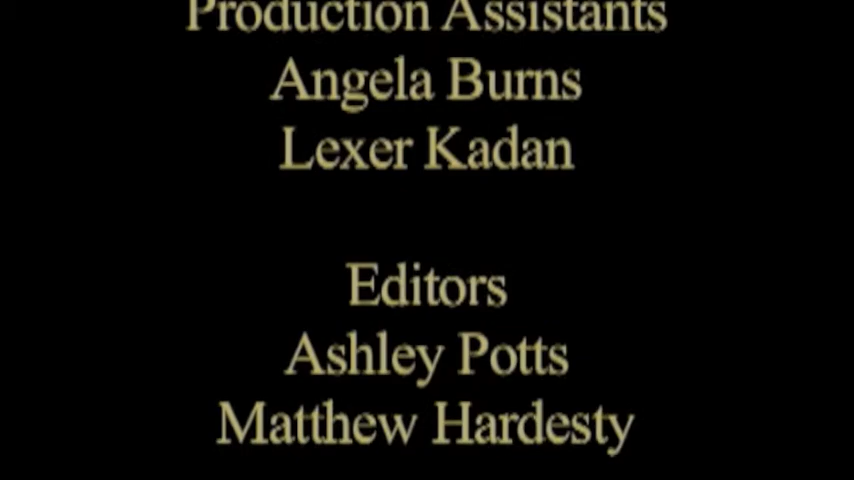 Production Assistants
Angela Burns
Lexer Kadan
Editors
Ashley Potts
Matthew Hardesty